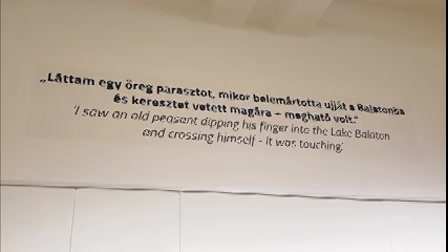 „Láttam egy öreg parasztot, mikor belemártotta ujját a Balatonba
és keresztet vetett magára – megható volt.”
'I saw an old peasant dipping his finger into the Lake Balaton
and crossing himself - it was touching.'